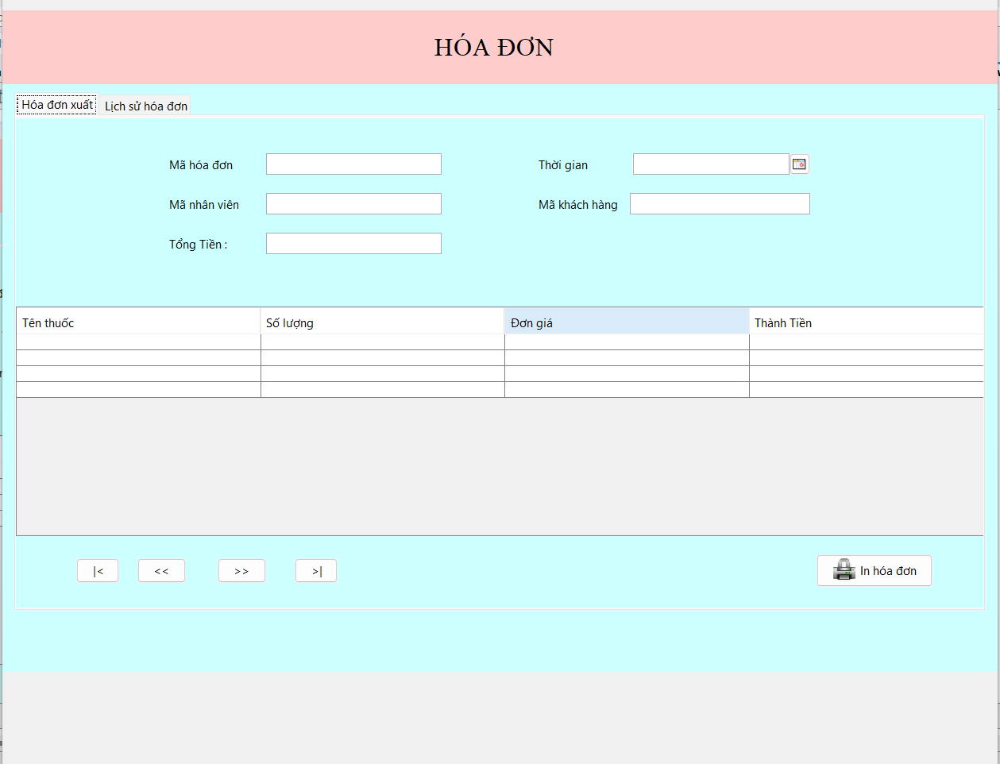 HÓA ĐƠN
Hóa đơn xuất Lịch sử hóa đơn
Mã hóa đơn Thời gian
Mã nhân viên Mã khách hàng
Tổng Tiền :
Tên thuốc Số lượng Đơn giá Thành Tiền
|< << >> >| In hóa đơn